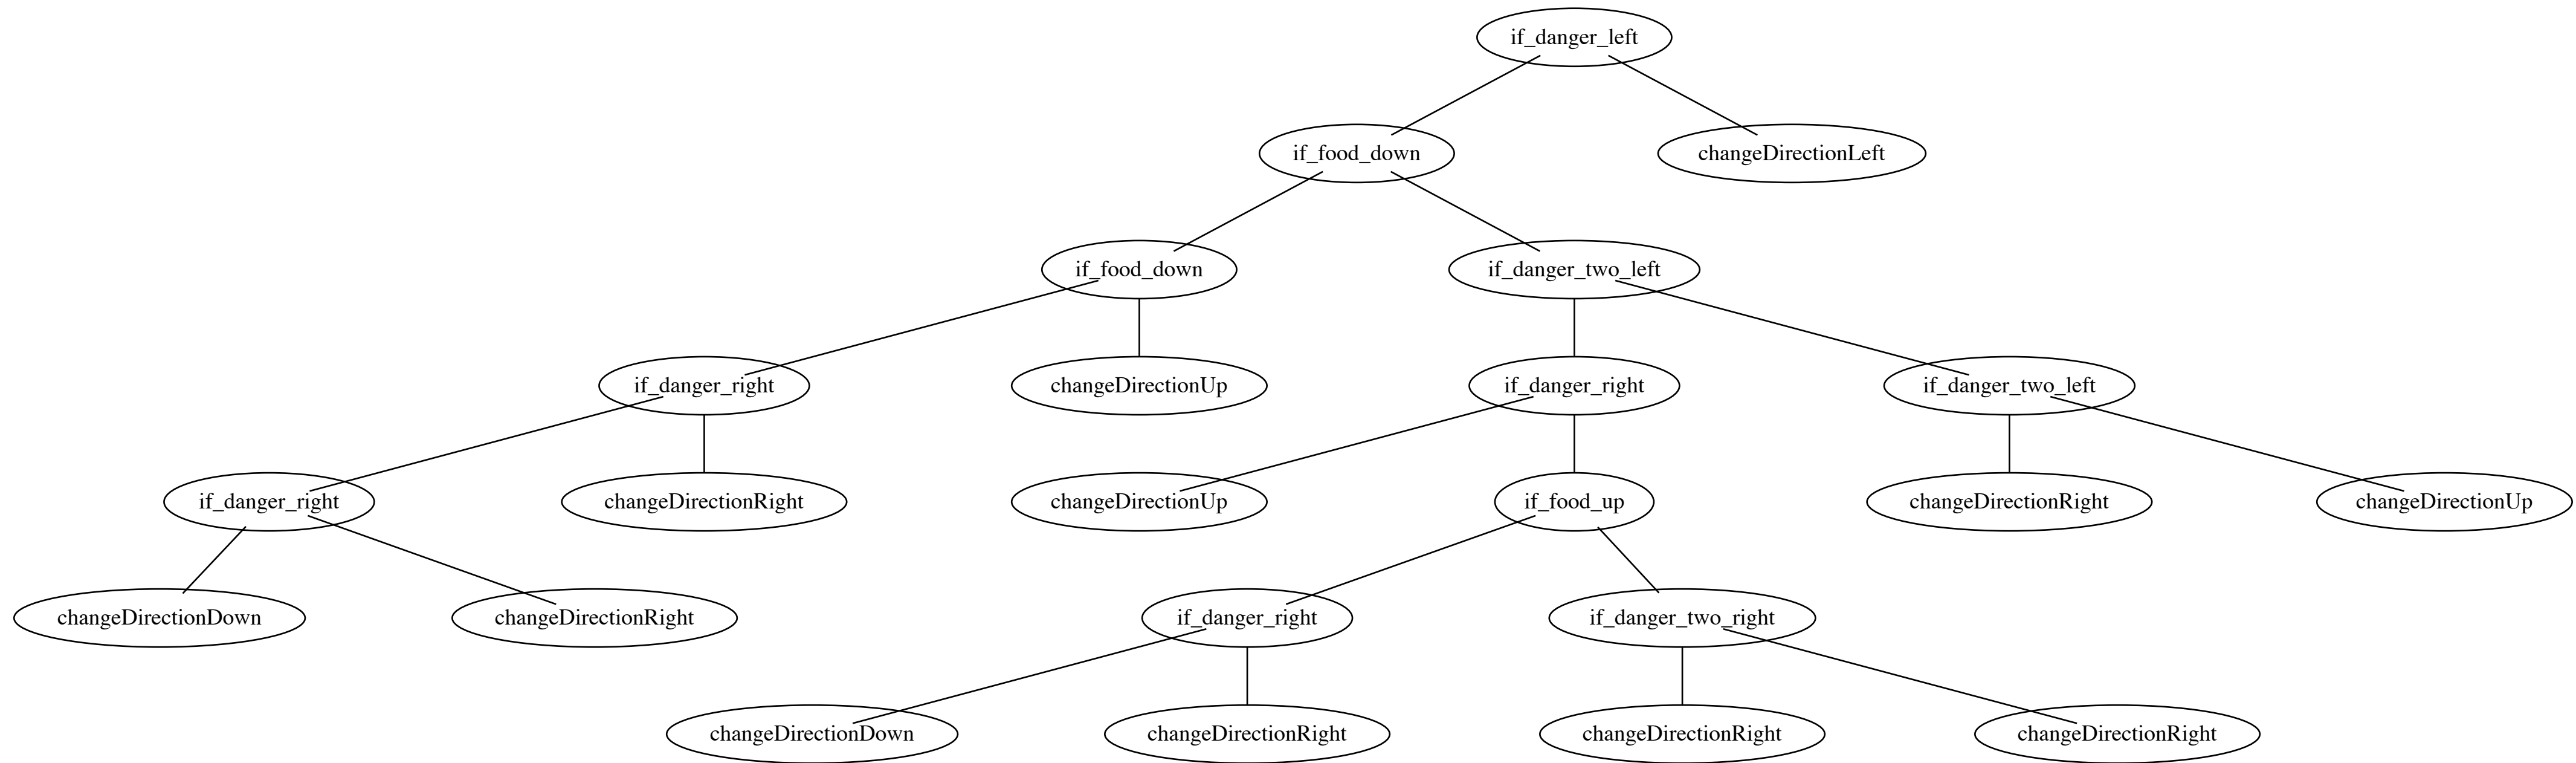 if_danger_left
if_food_down
changeDirectionLeft
if_food_down
if_danger_two_left
if_danger_right
changeDirectionUp
if_danger_right
if_danger_two_left
if_danger_right
changeDirectionRight
changeDirectionUp
if_food_up
changeDirectionRight
changeDirectionUp
changeDirectionDown
changeDirectionRight
if_danger_right
if_danger_two_right
changeDirectionDown
changeDirectionRight
changeDirectionRight
changeDirectionRight